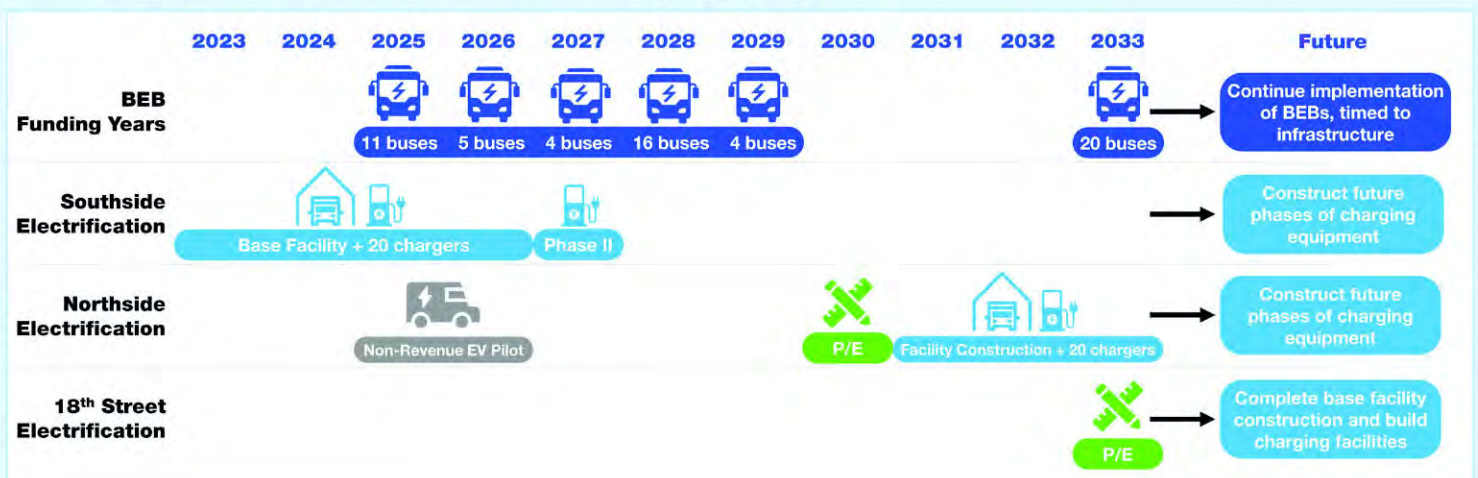 2023 2024 2025 2026 2027 2028 2029 2030 2031 2032 2033 Future
BEB
Funding Years
11 buses 5 buses 4 buses 16 buses 4 buses 20 buses
Continue implementation
of BEBs, timed to
infrastructure
Southside
Electrification
Base Facility + 20 chargers Phase II
Construct future
phases of charging
equipment
Northside
Electrification
Non-Revenue EV Pilot P/E Facility Construction + 20 chargers
Construct future
phases of charging
equipment
18th Street
Electrification
P/E
Complete base facility
construction and build
charging facilities